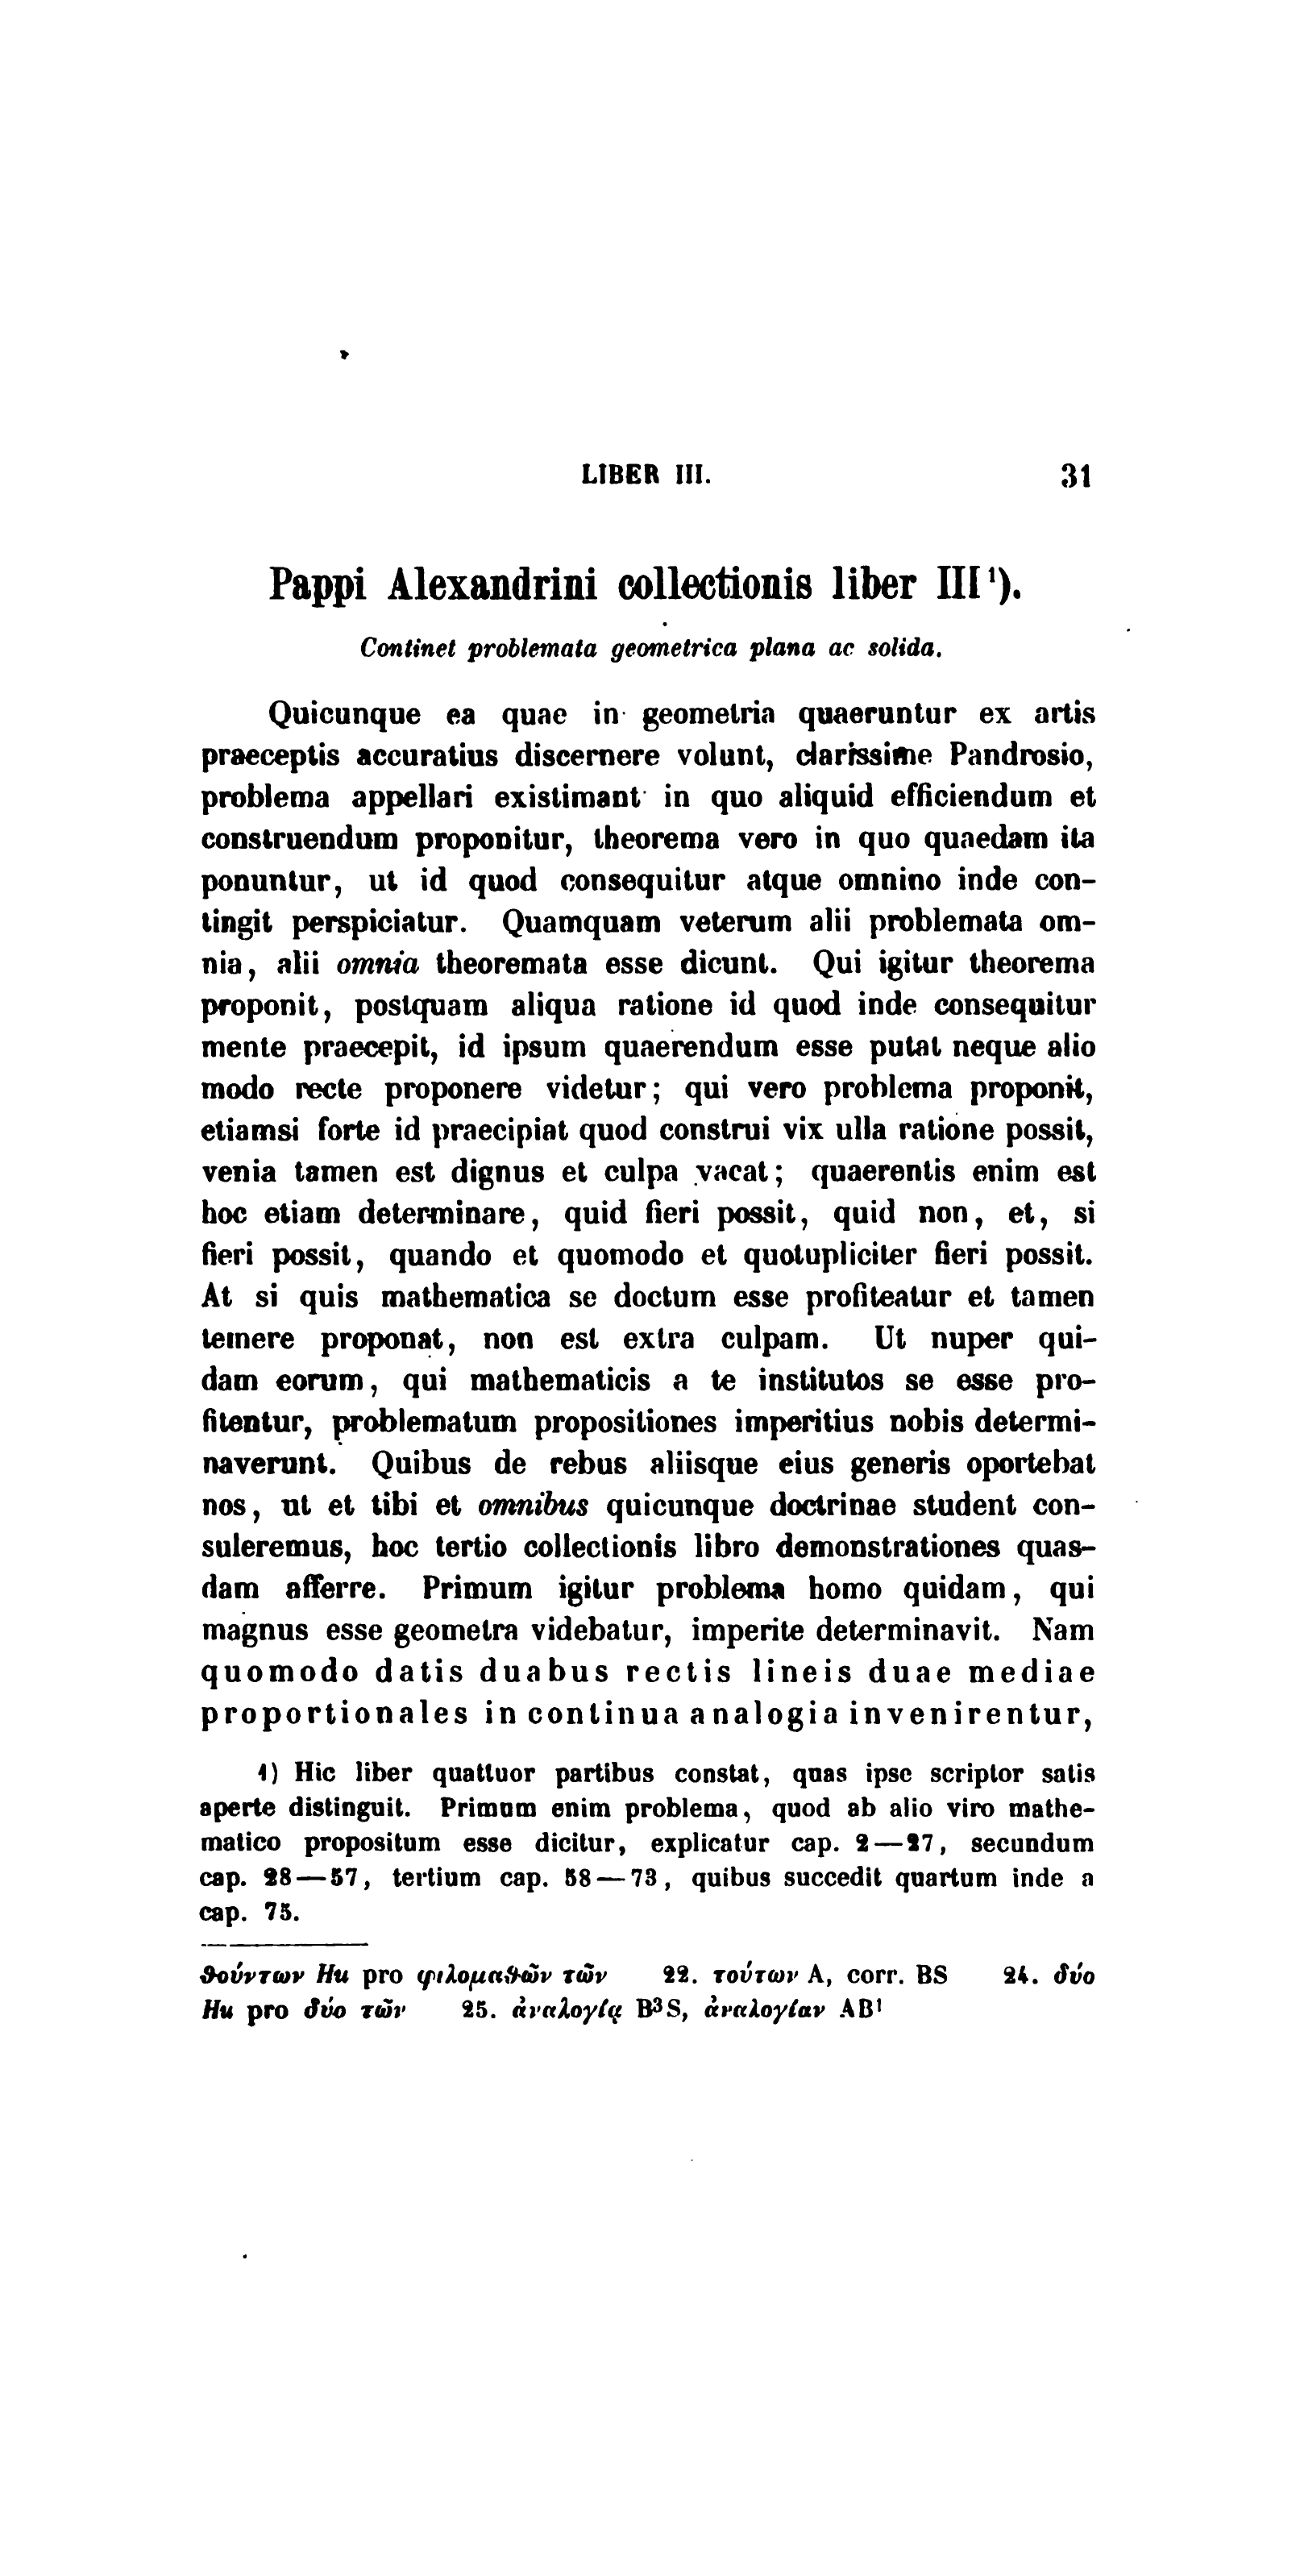 LIBER III. 31
Pappi Alexandrini collectionis liber III¹).
Continet problemata geometrica plana ac solida.
Quicunque ea quae in geometria quaeruntur ex artis
praeceptis accuratius discernere volunt, clarissime Pandrosio,
problema appellari existimant in quo aliquid efficiendum et
construendum proponitur, theorema vero in quo quaedam ita
ponuntur, ut id quod consequitur atque omnino inde con-
tingit perspiciatur. Quamquam veterum alii problemata om-
nia, alii omnia theoremata esse dicunt. Qui igitur theorema
proponit, postquam aliqua ratione id quod inde consequitur
mente praecepit, id ipsum quaerendum esse putat neque alio
modo recte proponere videtur; qui vero problema proponit,
etiamsi forte id praecipiat quod construi vix ulla ratione possit,
venia tamen est dignus et culpa vacat; quaerentis enim est
hoc etiam determinare, quid fieri possit, quid non, et, si
fieri possit, quando et quomodo et quotupliciter fieri possit.
At si quis mathematica se doctum esse profiteatur et tamen
temere proponat, non est extra culpam. Ut nuper qui-
dam eorum, qui mathematicis a te institutos se esse pro-
fitentur, problematum propositiones imperitius nobis determi-
naverunt. Quibus de rebus aliisque eius generis oportebat
nos, ut et tibi et omnibus quicunque doctrinae student con-
suleremus, hoc tertio collectionis libro demonstrationes quas-
dam afferre. Primum igitur problema homo quidam, qui
magnus esse geometra videbatur, imperite determinavit. Nam
quomodo datis duabus rectis lineis duae mediae
proportionales in continua analogia invenirentur,
1) Hic liber quattuor partibus constat, quas ipse scriptor satis
aperte distinguit. Primum enim problema, quod ab alio viro mathe-
matico propositum esse dicitur, explicatur cap. 2—27, secundum
cap. 28—57, tertium cap. 58—73, quibus succedit quartum inde a
cap. 75.
ϑούντων Hu pro φιλομαϑῶν τῶν 22. τούτων A, corr. BS 24. δύο
Hu pro δύο τῶν 25. ἀναλογίᾳ B³S, ἀναλογίαν AB¹